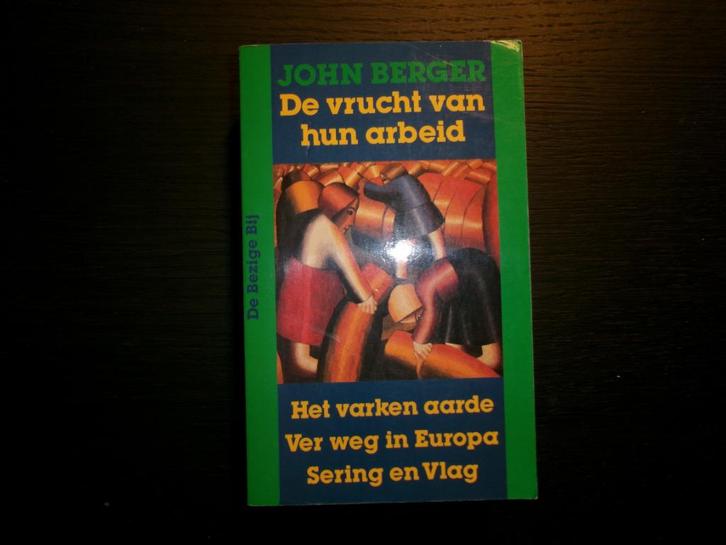 JOHN BERGER
De vrucht van
hun arbeid
De Bezige Bij
Het varken aarde
Ver weg in Europa
Sering en Vlag